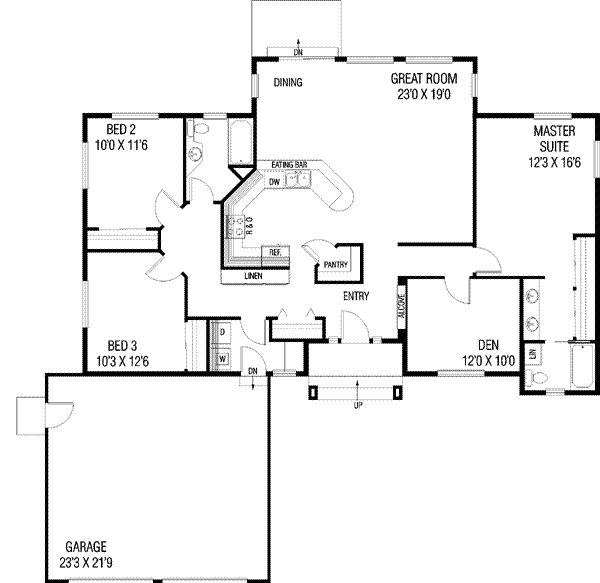 DN
DINING
GREAT ROOM
23'0 X 19'0
BED 2
10'0 X 11'6
MASTER
SUITE
12'3 X 16'6
EATING BAR
DW
R & O
REF.
PANTRY
LINEN
ENTRY
ALCOVE
BED 3
10'3 X 12'6
D
W
DN
UP
DEN
12'0 X 10'0
LIN
GARAGE
23'3 X 21'9